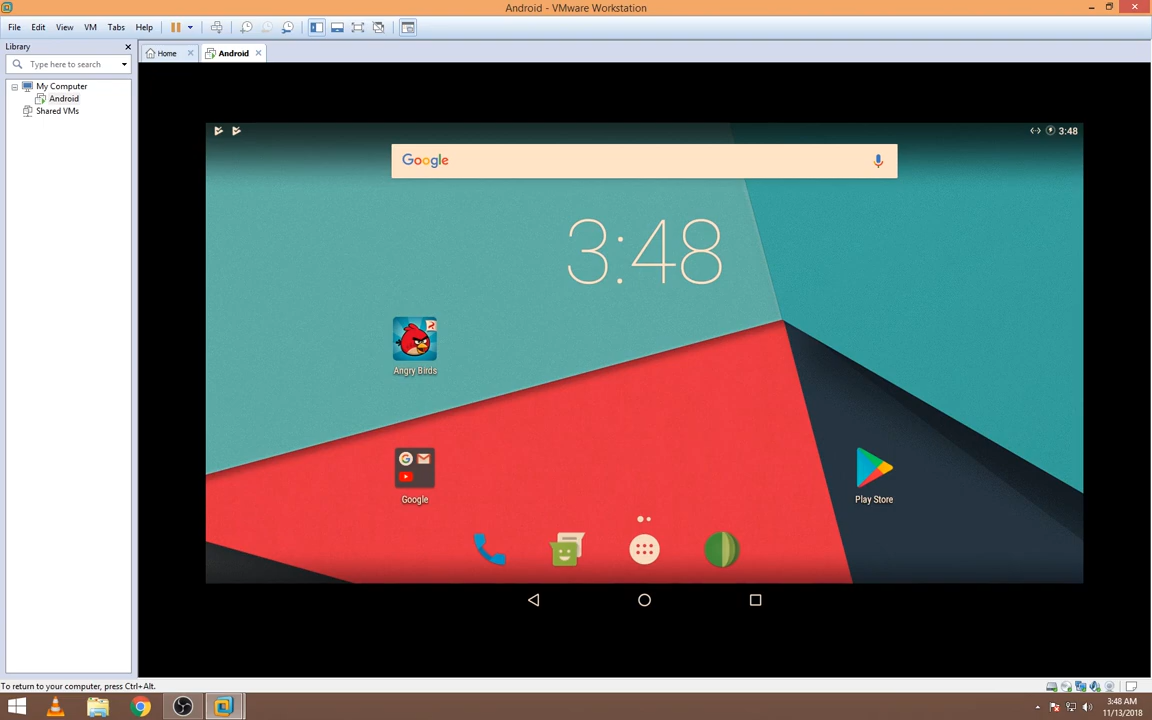 Android - VMware Workstation
File Edit View VM Tabs Help
Library
Type here to search
My Computer
Android
Shared VMs
Home
Android
3:48
Google
3:48
Angry Birds
Google
Play Store
To return to your computer, press Ctrl+Alt.
3:48 AM
11/13/2018